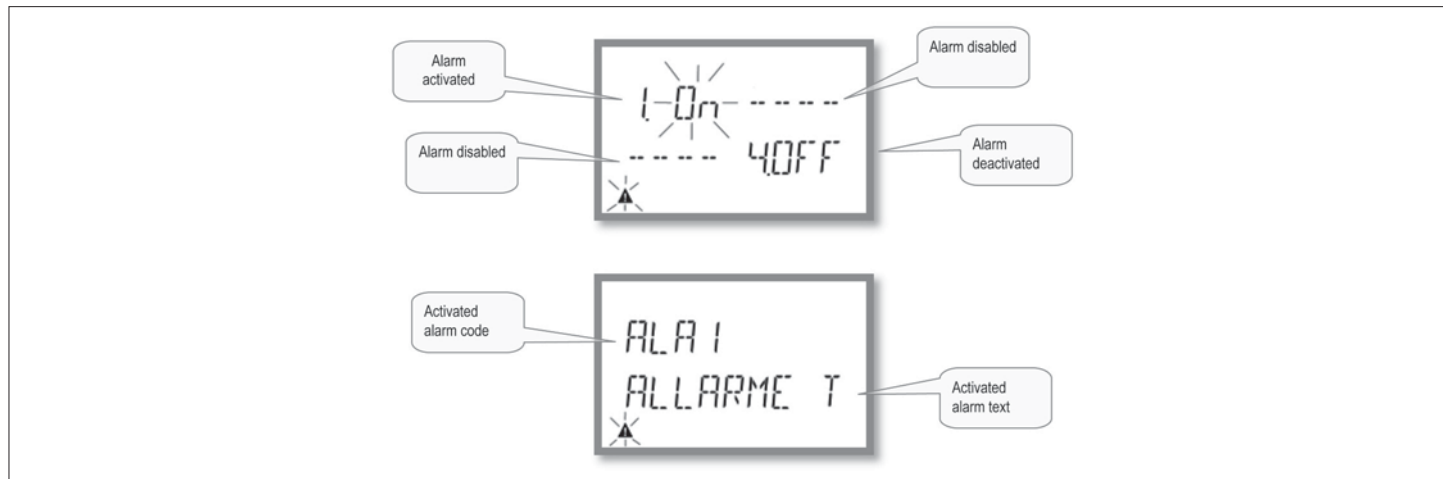 Alarm
activated
Alarm disabled
1. On ----
Alarm disabled
---- 4.OFF
Alarm
deactivated
Activated
alarm code
ALA1
ALLARME T
Activated
alarm text